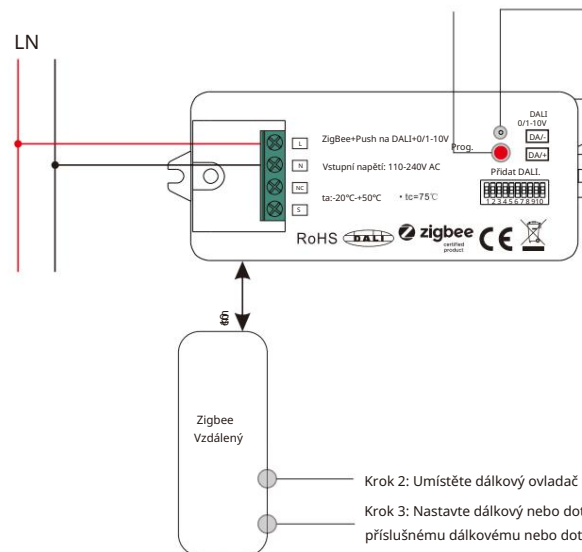 LN
DALI
0/1-10V
L
ZigBee+Push na DALI+0/1-10V
Prog.
DA/-
N
Vstupní napětí: 110-240V AC
DA/+
Přidat DALI.
NC
ta:-20℃-+50℃ • tc=75℃
1 2 3 4 5 6 7 8 9 10
S
RoHS DALI zigbee CE
certified
product
Zigbee
Vzdálený
Krok 2: Umístěte dálkový ovladač
Krok 3: Nastavte dálkový nebo dot
příslušnému dálkovému nebo dot